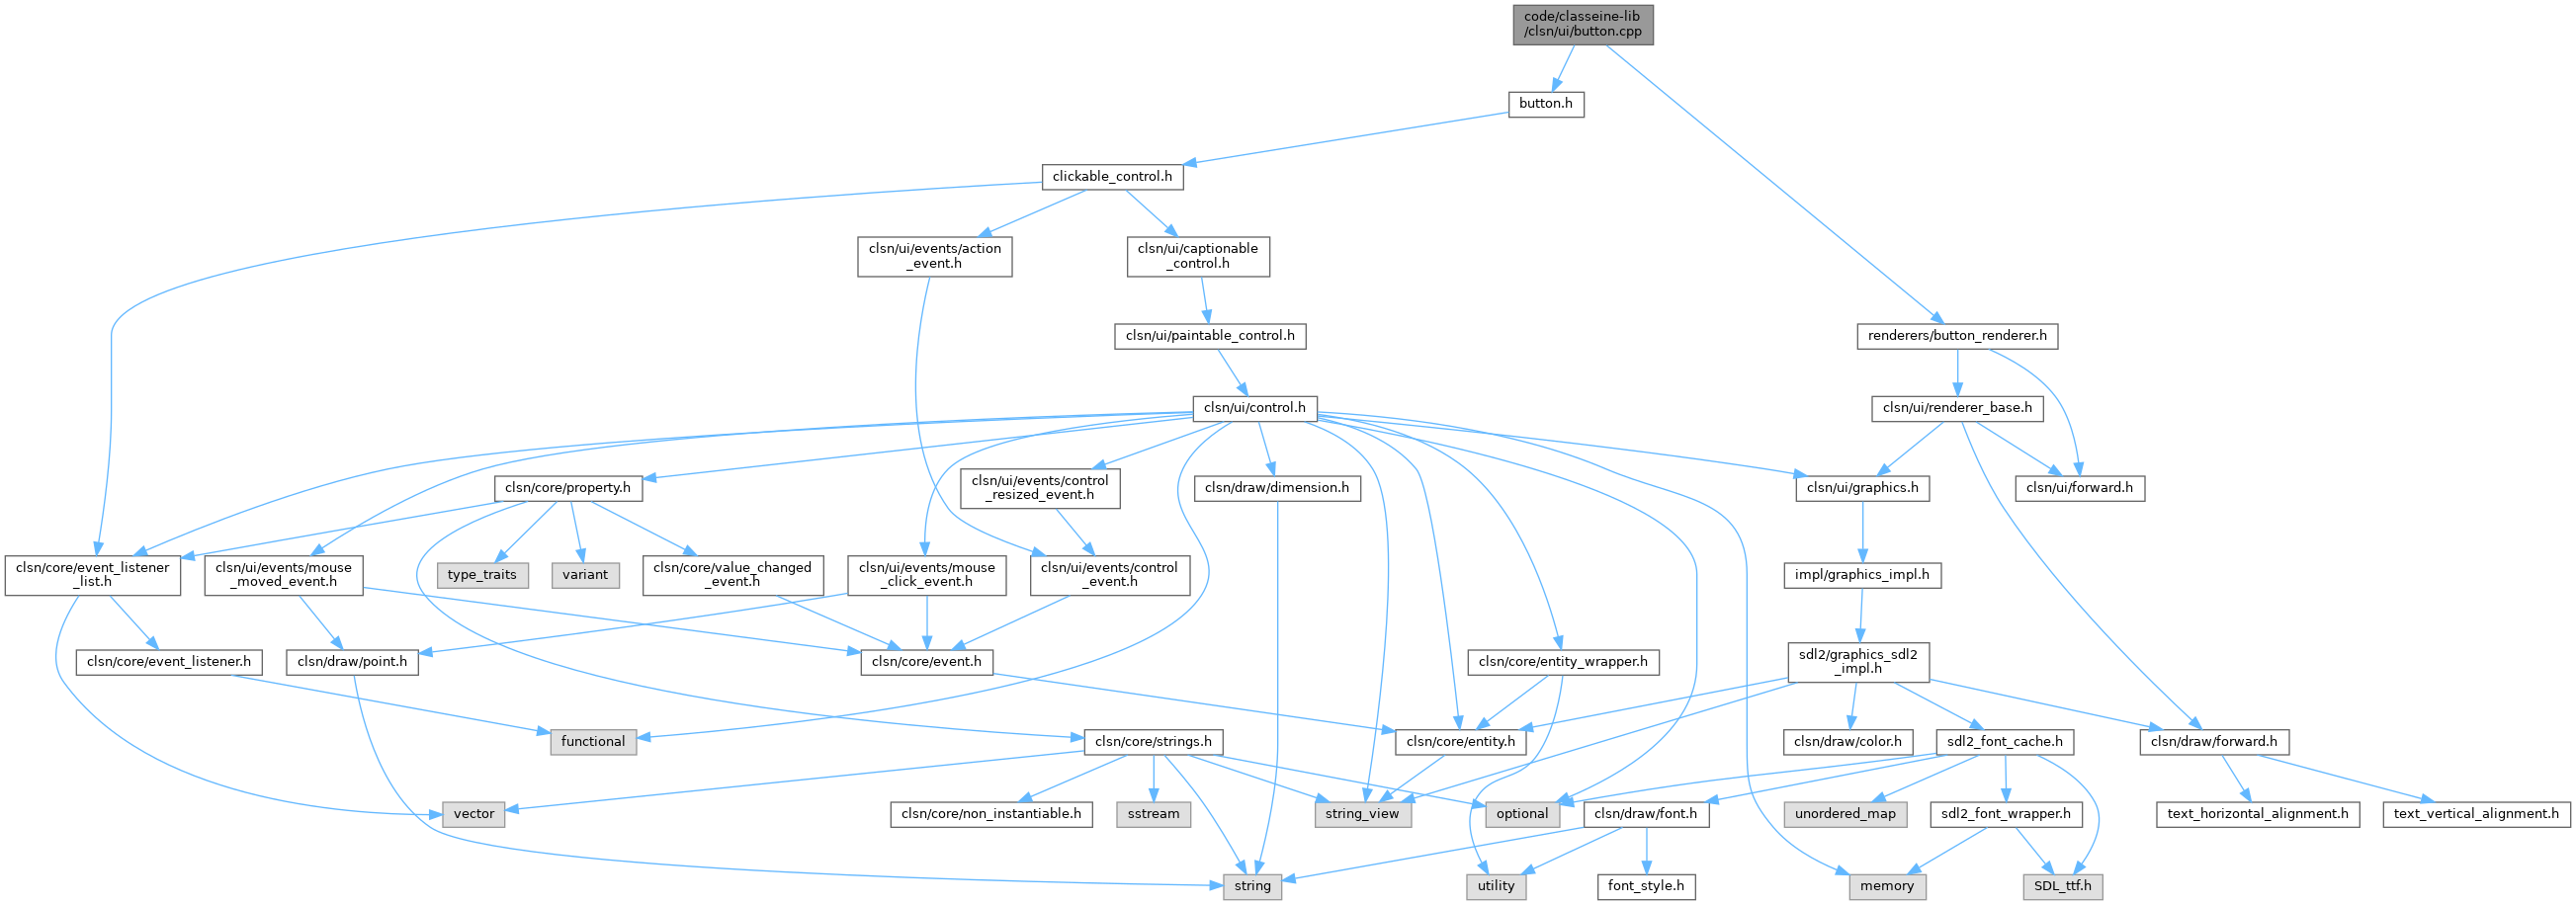 code/classeine-lib
/clsn/ui/button.cpp
button.h
clickable_control.h
clsn/ui/events/action
_event.h
clsn/ui/captionable
_control.h
clsn/ui/paintable_control.h
renderers/button_renderer.h
clsn/ui/control.h
clsn/ui/renderer_base.h
clsn/core/property.h
clsn/ui/events/control
_resized_event.h
clsn/draw/dimension.h
clsn/ui/graphics.h
clsn/ui/forward.h
clsn/core/event_listener
_list.h
clsn/ui/events/mouse
_moved_event.h
type_traits
variant
clsn/core/value_changed
_event.h
clsn/ui/events/mouse
_click_event.h
clsn/ui/events/control
_event.h
impl/graphics_impl.h
clsn/core/event_listener.h
clsn/draw/point.h
clsn/core/event.h
clsn/core/entity_wrapper.h
sdl2/graphics_sdl2
_impl.h
functional
clsn/core/strings.h
clsn/core/entity.h
clsn/draw/color.h
sdl2_font_cache.h
clsn/draw/forward.h
vector
clsn/core/non_instantiable.h
sstream
string_view
optional
clsn/draw/font.h
unordered_map
sdl2_font_wrapper.h
text_horizontal_alignment.h
text_vertical_alignment.h
string
utility
font_style.h
memory
SDL_ttf.h